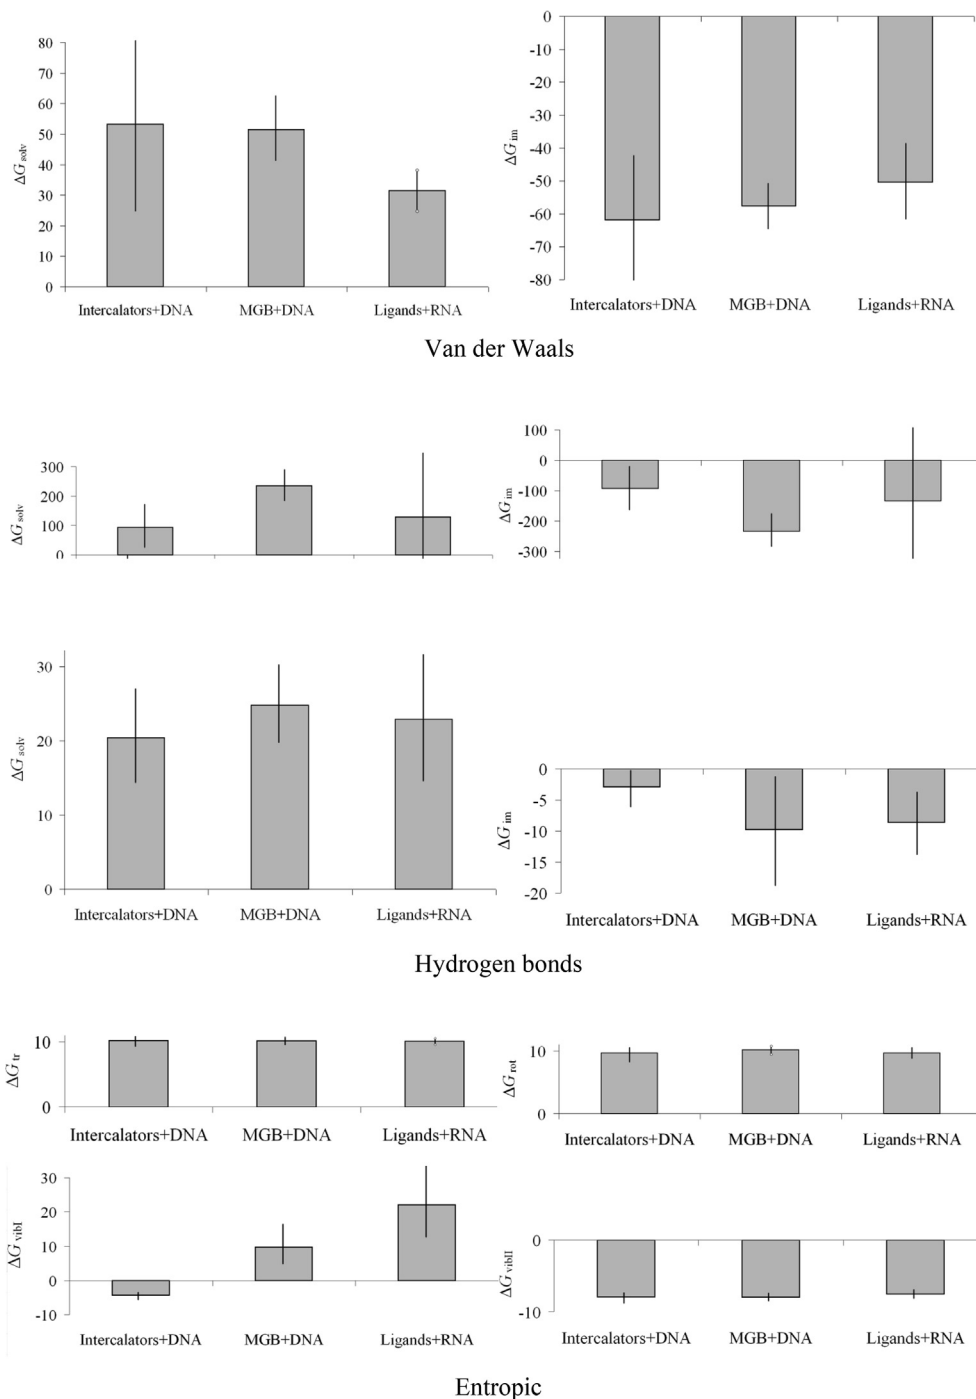 80
70
60
50
40
30
20
10
0
ΔG solv
Intercalators+DNA MGB+DNA Ligands+RNA
0
-10
-20
-30
-40
-50
-60
-70
-80
ΔG im
Intercalators+DNA MGB+DNA Ligands+RNA
Van der Waals
300
200
100
0
ΔG solv
100
0
-100
-200
-300
ΔG im
30
20
10
0
ΔG solv
Intercalators+DNA MGB+DNA Ligands+RNA
0
-5
-10
-15
-20
ΔG im
Intercalators+DNA MGB+DNA Ligands+RNA
Hydrogen bonds
10
0
ΔG tr
Intercalators+DNA MGB+DNA Ligands+RNA
10
0
ΔG rot
Intercalators+DNA MGB+DNA Ligands+RNA
30
20
10
0
-10
ΔG vibI
Intercalators+DNA MGB+DNA Ligands+RNA
0
-10
ΔG vibII
Intercalators+DNA MGB+DNA Ligands+RNA
Entropic